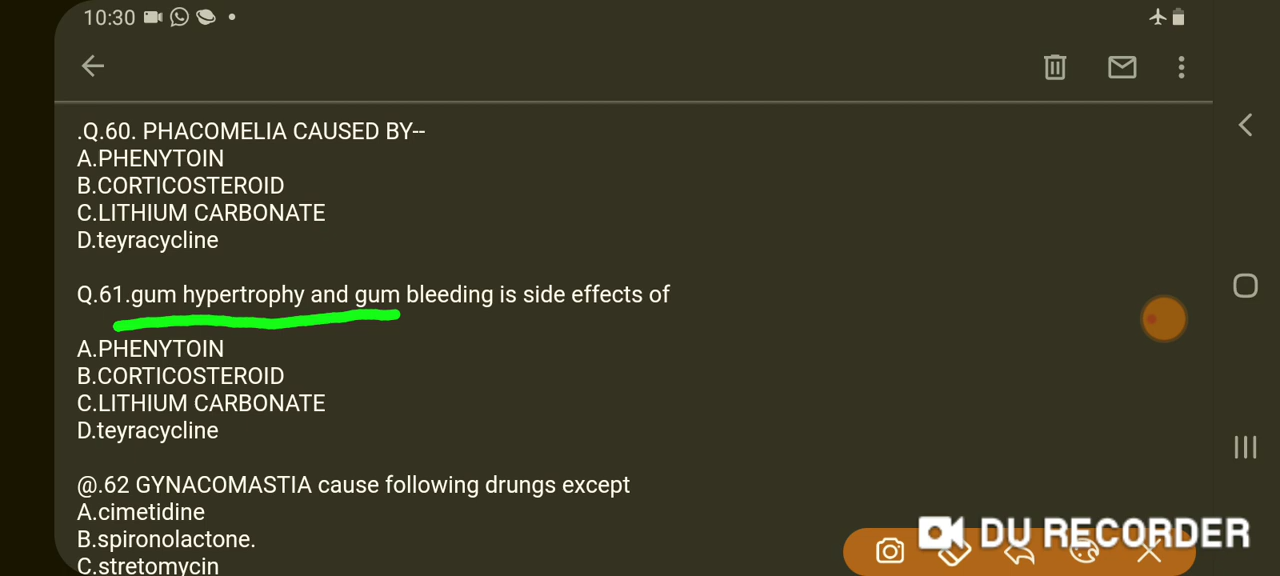 10:30
.Q.60. PHACOMELIA CAUSED BY--
A.PHENYTOIN
B.CORTICOSTEROID
C.LITHIUM CARBONATE
D.teyracycline
Q.61.gum hypertrophy and gum bleeding is side effects of
A.PHENYTOIN
B.CORTICOSTEROID
C.LITHIUM CARBONATE
D.teyracycline
@.62 GYNACOMASTIA cause following drungs except
A.cimetidine
B.spironolactone.
C.stretomycin
DU RECORDER